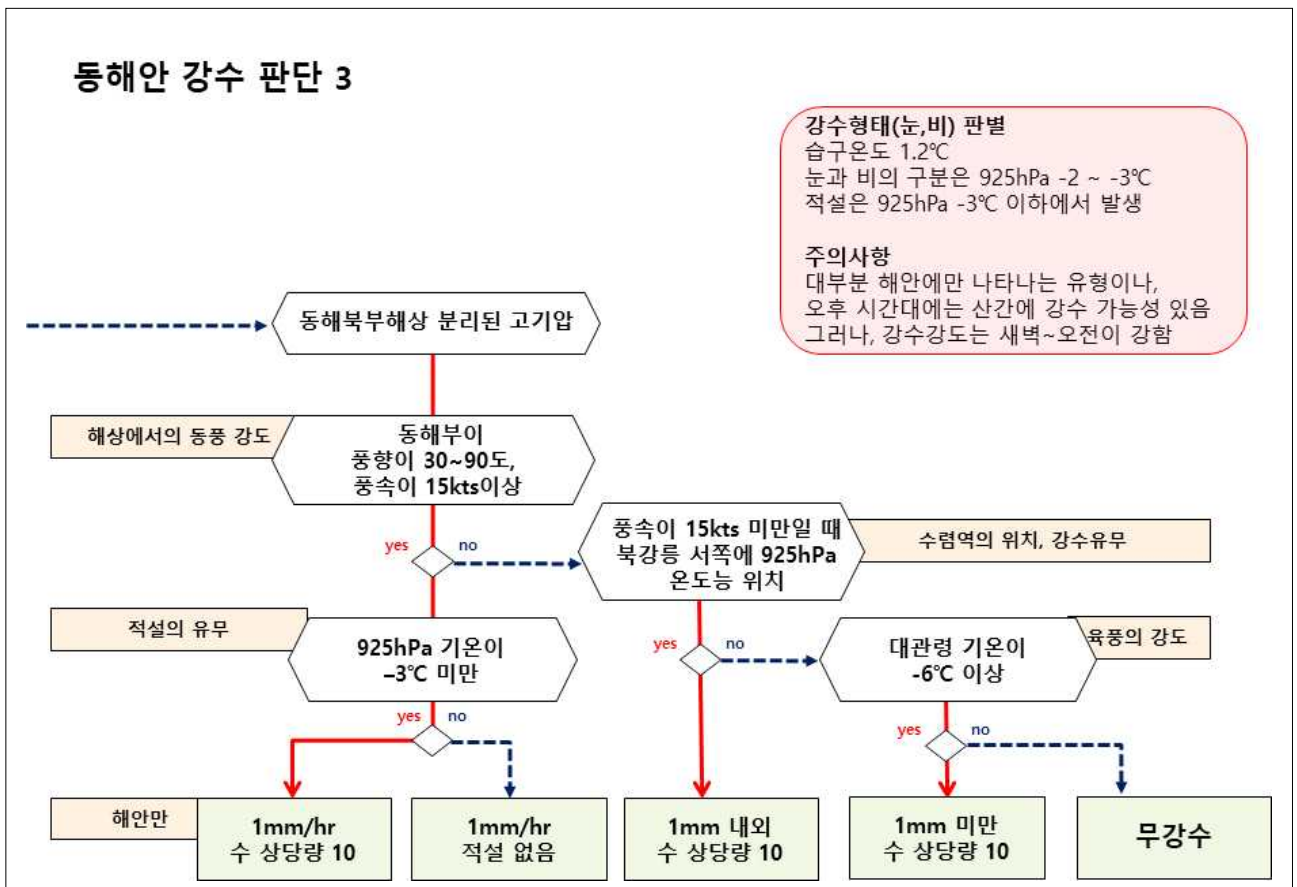 동해안 강수 판단 3
강수형태(눈,비) 판별
습구온도 1.2℃
눈과 비의 구분은 925hPa -2 ~ -3℃
적설은 925hPa -3℃ 이하에서 발생
주의사항
대부분 해안에만 나타나는 유형이나,
오후 시간대에는 산간에 강수 가능성 있음
그러나, 강수강도는 새벽~오전이 강함
동해북부해상 분리된 고기압
해상에서의 동풍 강도
동해부이
풍향이 30~90도,
풍속이 15kts이상
yes
no
풍속이 15kts 미만일 때
북강릉 서쪽에 925hPa
온도능 위치
수렴역의 위치, 강수유무
적설의 유무
925hPa 기온이
–3℃ 미만
yes
no
대관령 기온이
-6℃ 이상
육풍의 강도
yes
no
yes
no
해안만
1mm/hr
수 상당량 10
1mm/hr
적설 없음
1mm 내외
수 상당량 10
1mm 미만
수 상당량 10
무강수